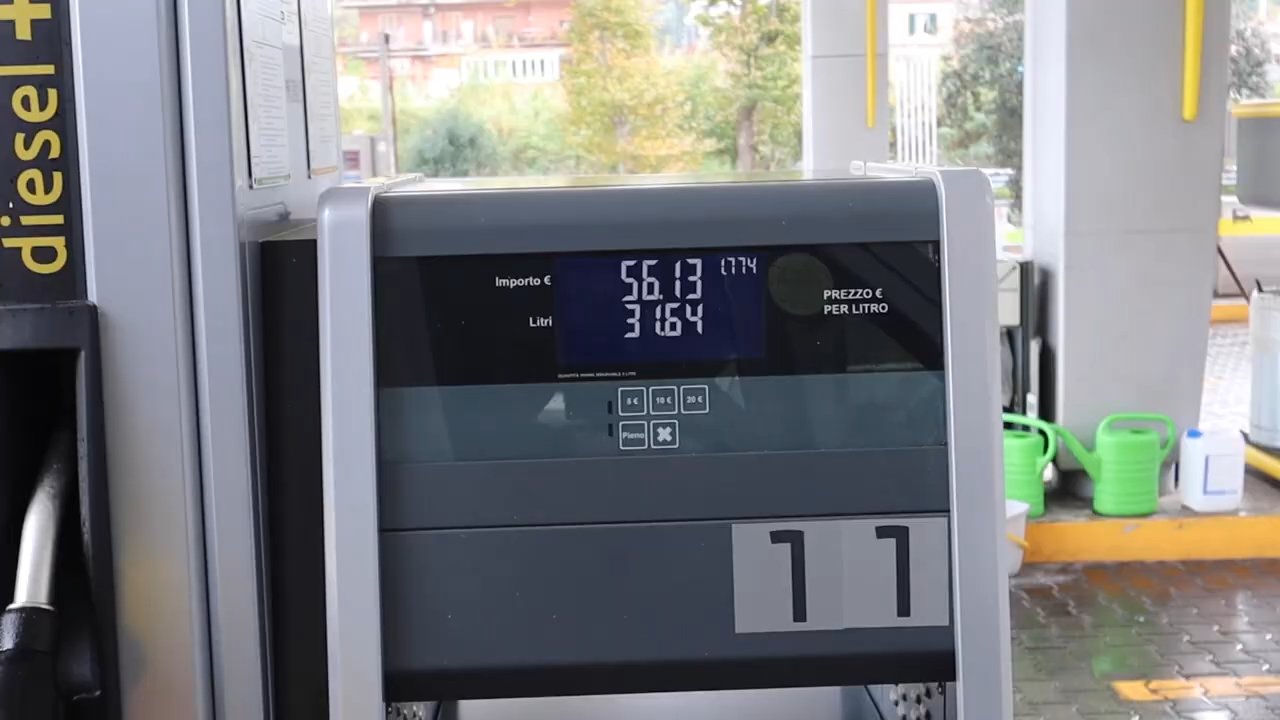 diesel +
Importo € 56.13 1.774
Litri 31.64
PREZZO €
PER LITRO
5 € 10 € 20 €
Pieno ✖
11